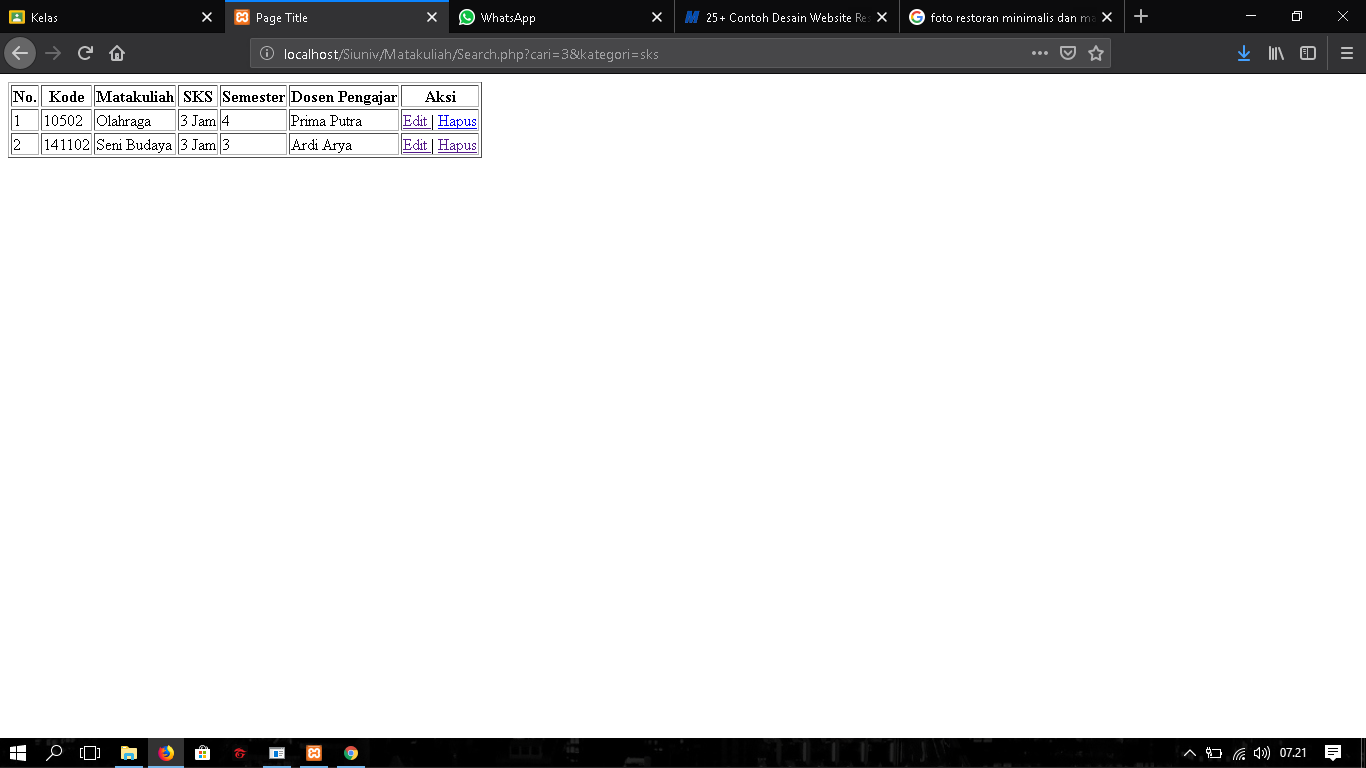 Kelas
Page Title
WhatsApp
25+ Contoh Desain Website Res
foto restoran minimalis dan ma
localhost/Siuniv/Matakuliah/Search.php?cari=3&kategori=sks
No. Kode Matakuliah SKS Semester Dosen Pengajar Aksi
1 10502 Olahraga 3 Jam 4 Prima Putra Edit | Hapus
2 141102 Seni Budaya 3 Jam 3 Ardi Arya Edit | Hapus
07.21